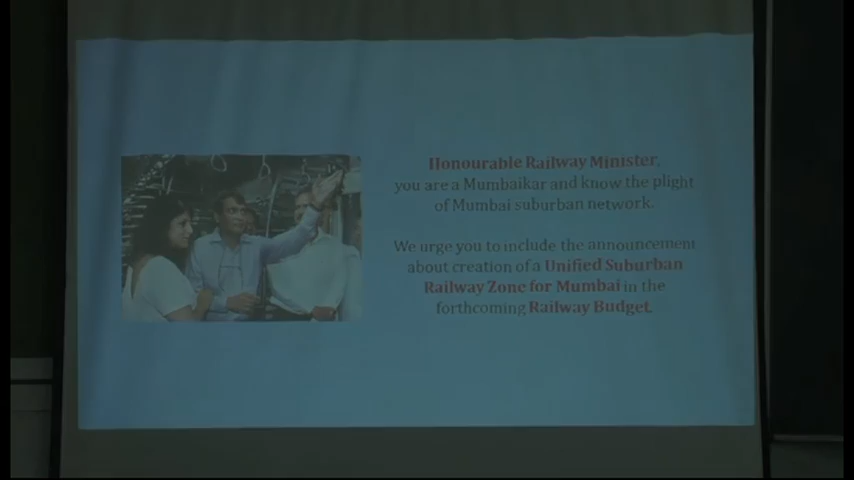 Honourable Railway Minister,
you are a Mumbaikar and know the plight
of Mumbai suburban network.
We urge you to include the announcement
about creation of a Unified Suburban
Railway Zone for Mumbai in the
forthcoming Railway Budget.